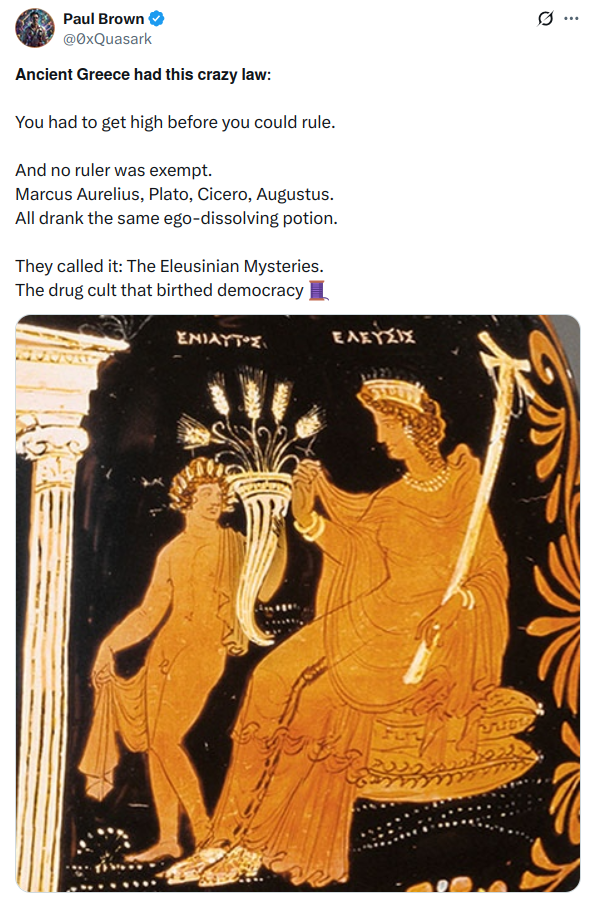 Paul Brown
@0xQuasark
Ancient Greece had this crazy law:
You had to get high before you could rule.
And no ruler was exempt.
Marcus Aurelius, Plato, Cicero, Augustus.
All drank the same ego-dissolving potion.
They called it: The Eleusinian Mysteries.
The drug cult that birthed democracy
ΕΝΙΑΥΤΟΣ
ΕΛΕΥΣΙΣ